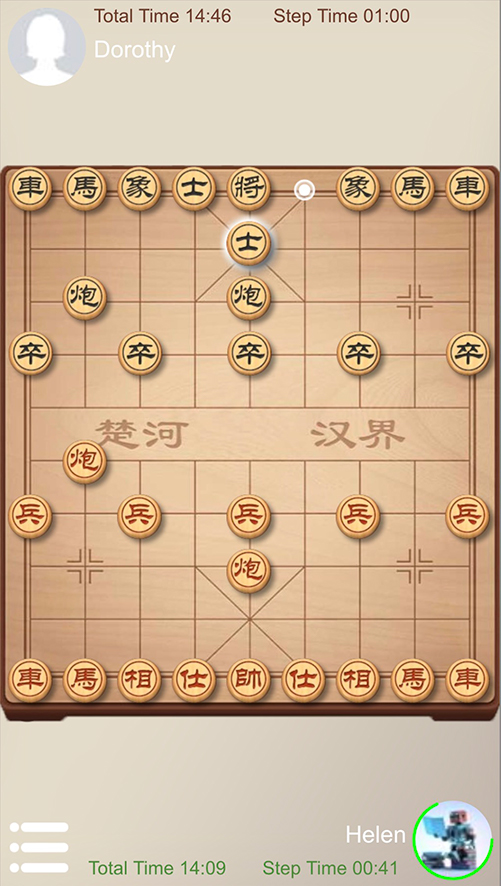 Total Time 14:46 Step Time 01:00
Dorothy
車 馬 象 士 將 象 馬 車
士
炮 炮
卒 卒 卒 卒 卒
楚河 汉界
炮
兵 兵 兵 兵 兵
炮
車 馬 相 仕 帥 仕 相 馬 車
Helen
Total Time 14:09 Step Time 00:41